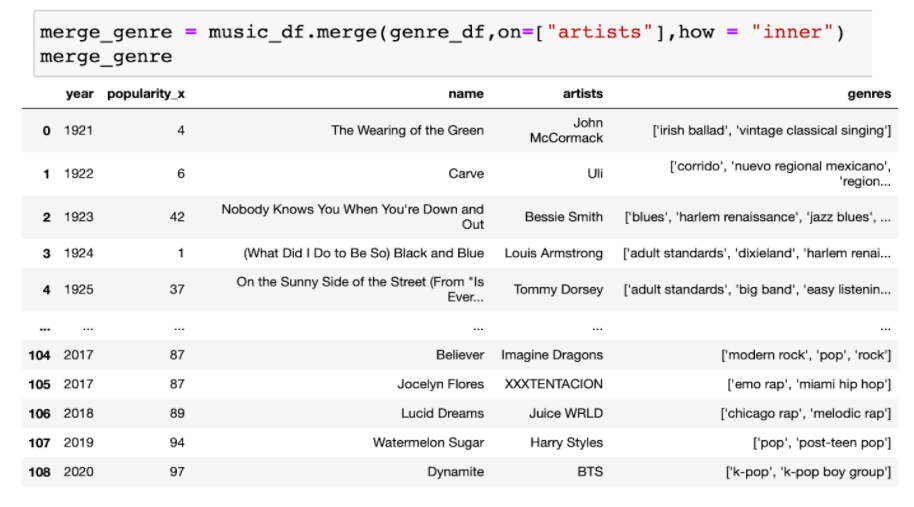 merge_genre = music_df.merge(genre_df,on=["artists"],how = "inner")
merge_genre
year popularity_x name artists genres
0 1921 4 The Wearing of the Green John McCormack ['irish ballad', 'vintage classical singing']
1 1922 6 Carve Uli ['corrido', 'nuevo regional mexicano', 'region...
2 1923 42 Nobody Knows You When You're Down and Out Bessie Smith ['blues', 'harlem renaissance', 'jazz blues', ...
3 1924 1 (What Did I Do to Be So) Black and Blue Louis Armstrong ['adult standards', 'dixieland', 'harlem renai...
4 1925 37 On the Sunny Side of the Street (From "Is Ever... Tommy Dorsey ['adult standards', 'big band', 'easy listenin...
... ... ... ... ... ...
104 2017 87 Believer Imagine Dragons ['modern rock', 'pop', 'rock']
105 2017 87 Jocelyn Flores XXXTENTACION ['emo rap', 'miami hip hop']
106 2018 89 Lucid Dreams Juice WRLD ['chicago rap', 'melodic rap']
107 2019 94 Watermelon Sugar Harry Styles ['pop', 'post-teen pop']
108 2020 97 Dynamite BTS ['k-pop', 'k-pop boy group']